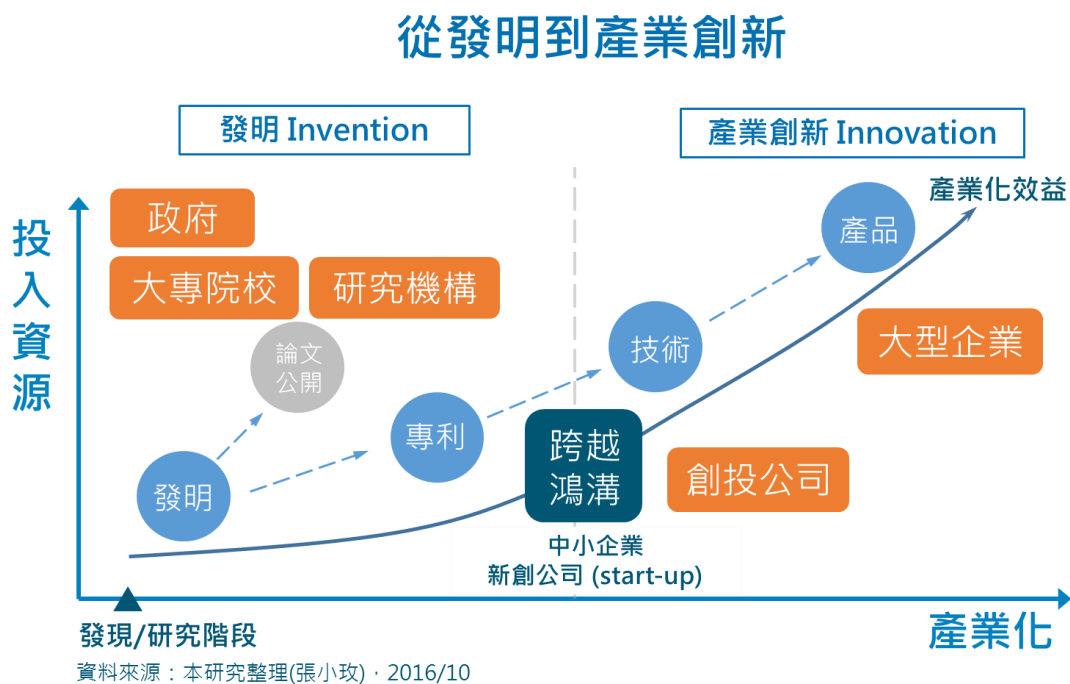 從發明到產業創新
發明 Invention
產業創新 Innovation
產業化效益
投入資源
政府
大專院校
研究機構
論文
公開
發明
專利
技術
產品
大型企業
跨越
鴻溝
創投公司
中小企業
新創公司 (start-up)
產業化
發現/研究階段
資料來源：本研究整理(張小玫)，2016/10